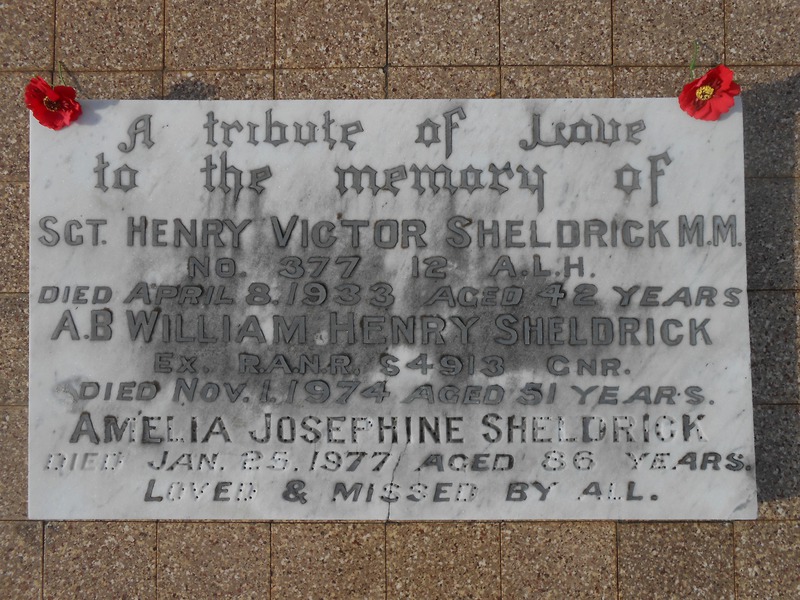 A tribute of Love
to the memory of
SGT. HENRY VICTOR SHELDRICK M.M.
NO. 377 12 A.L.H.
DIED APRIL 8. 1933 AGED 42 YEARS
A.B WILLIAM HENRY SHELDRICK
EX. R.A.N.R. S4913 GNR.
DIED NOV. 1. 1974 AGED 51 YEARS.
AMELIA JOSEPHINE SHELDRICK
DIED JAN. 25. 1977 AGED 86 YEARS.
LOVED & MISSED BY ALL.